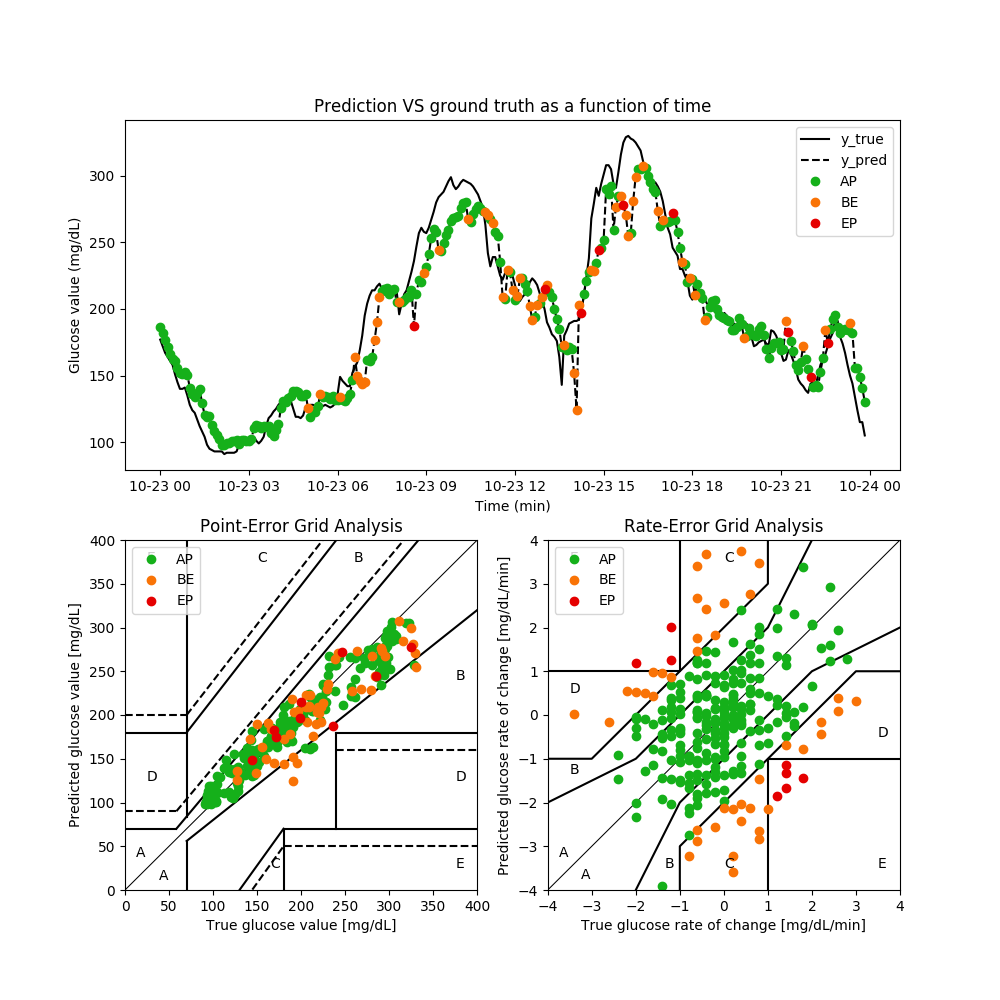 Prediction VS ground truth as a function of time
Glucose value (mg/dL)
300
250
200
150
100
y_true
y_pred
AP
BE
EP
10-23 00 10-23 03 10-23 06 10-23 09 10-23 12 10-23 15 10-23 18 10-23 21 10-24 00
Time (min)
Point-Error Grid Analysis
Predicted glucose value [mg/dL]
400
350
300
250
200
150
100
50
0
AP
BE
EP
C
B
B
D
D
A
A
C
E
0 50 100 150 200 250 300 350 400
True glucose value [mg/dL]
Rate-Error Grid Analysis
Predicted glucose rate of change [mg/dL/min]
4
3
2
1
0
−1
−2
−3
−4
AP
BE
EP
C
D
D
B
A
A
B
C
E
−4 −3 −2 −1 0 1 2 3 4
True glucose rate of change [mg/dL/min]